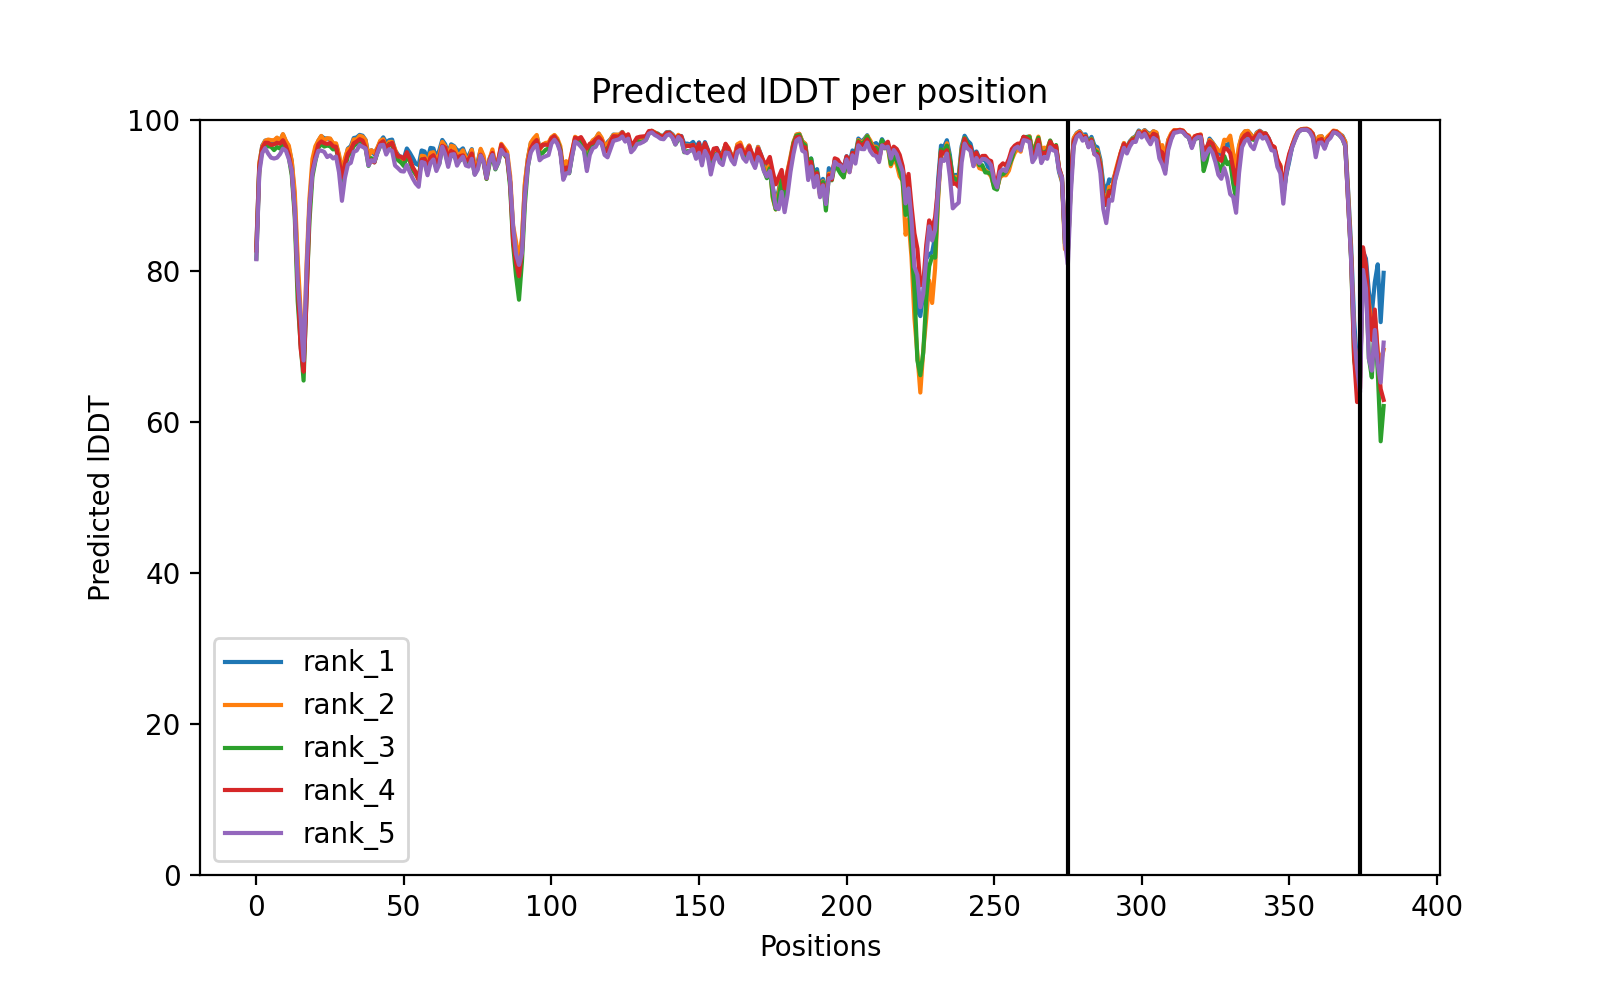 Predicted lDDT per position
100
80
60
40
20
0
Predicted lDDT
rank_1
rank_2
rank_3
rank_4
rank_5
0 50 100 150 200 250 300 350 400
Positions